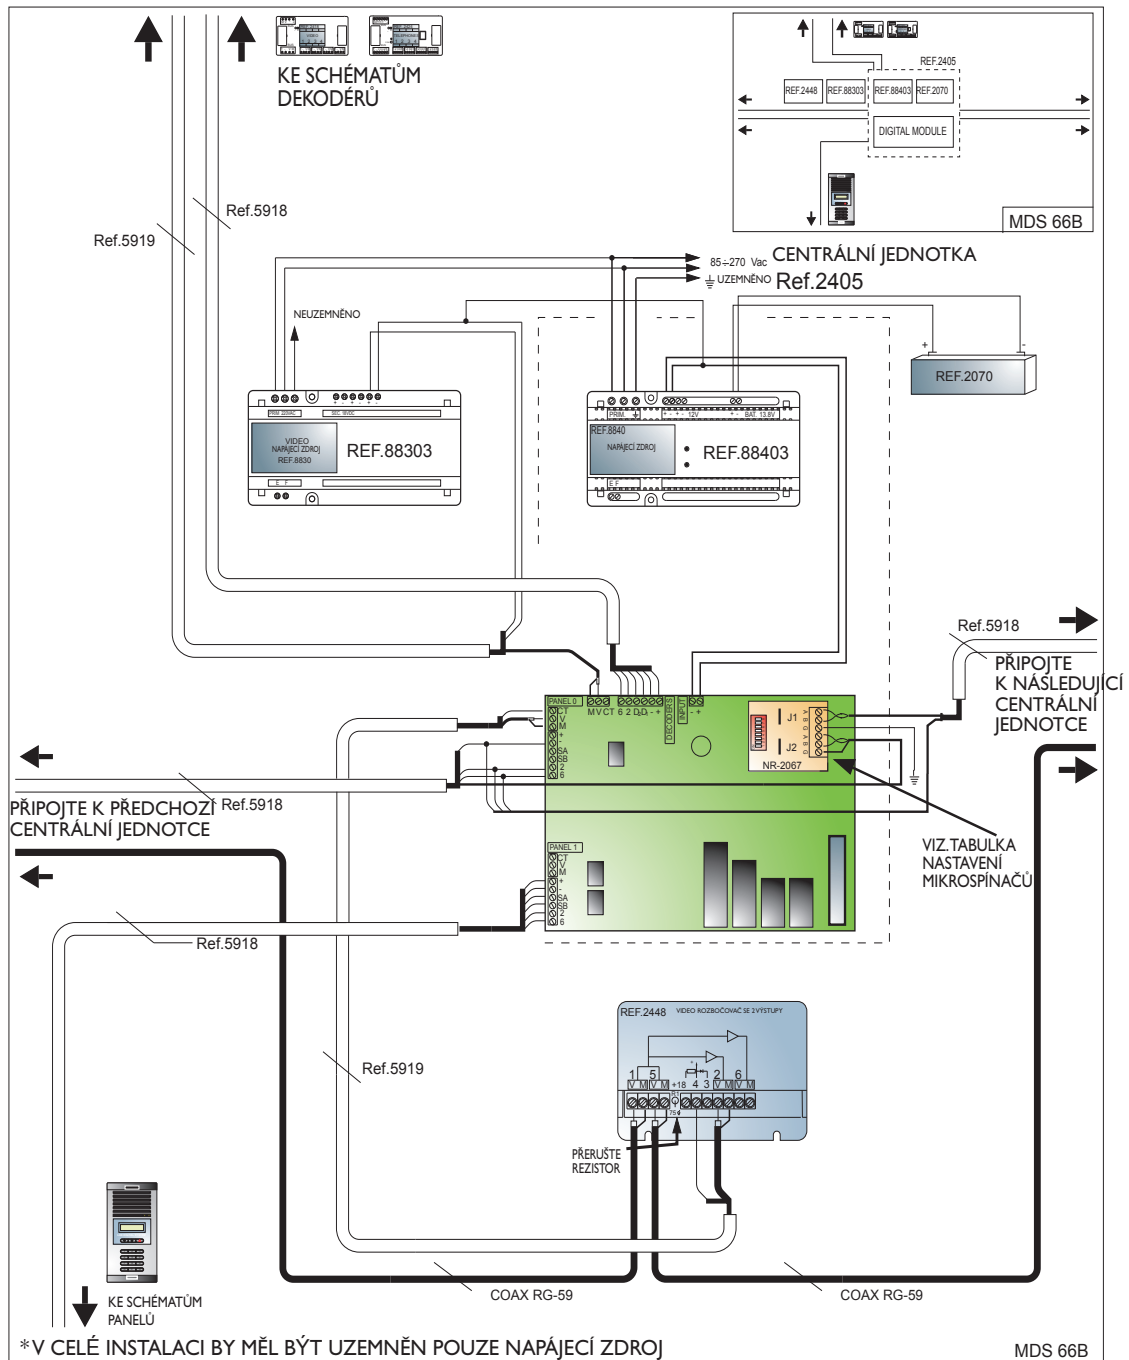 KE SCHÉMATŮM
DEKODÉRŮ
REF.2405
REF.2448
REF.88303
REF.88403
REF.2070
DIGITAL MODULE
MDS 66B
Ref.5918
Ref.5919
85÷270 Vac
CENTRÁLNÍ JEDNOTKA
UZEMNĚNO
Ref.2405
NEUZEMNĚNO
+ -
REF.2070
PRIM. 220VAC
SEC. 18VDC
+ - + - + -
VIDEO
NAPÁJECÍ ZDROJ
REF.8830
REF.88303
E F
PRIM.
+ - + - 12V
+ - BAT. 13.8V
REF.8840
NAPÁJECÍ ZDROJ
REF.88403
E F
Ref.5918
PŘIPOJTE
K NÁSLEDUJÍCÍ
CENTRÁLNÍ
JEDNOTCE
PANEL 0
CT
V
M
+
-
SA
SB
2
6
M V CT 6 2 D D - +
DECODERS
INPUT
- +
J1
J2
A B G A B G
NR-2067
PŘIPOJTE K PŘEDCHOZÍ
CENTRÁLNÍ JEDNOTCE
Ref.5918
VIZ.TABULKA
NASTAVENÍ
MIKROSPÍNAČŮ
PANEL 1
CT
V
M
+
-
SA
SB
2
6
Ref.5918
REF.2448
VIDEO ROZBOČOVAČ SE 2 VÝSTUPY
1 5 +18 4 3 2 6
V M V M V M V M
75
Ref.5919
PŘERUŠTE
REZISTOR
COAX RG-59
COAX RG-59
KE SCHÉMATŮM
PANELŮ
*V CELÉ INSTALACI BY MĚL BÝT UZEMNĚN POUZE NAPÁJECÍ ZDROJ
MDS 66B